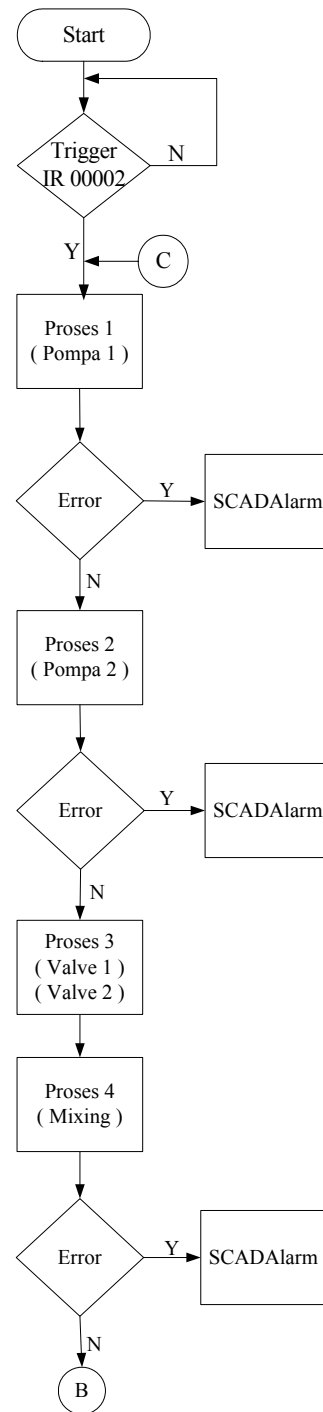 Start
Trigger
IR 00002
N
Y
C
Proses 1
( Pompa 1 )
Error
Y
SCADAlarm
N
Proses 2
( Pompa 2 )
Error
Y
SCADAlarm
N
Proses 3
( Valve 1 )
( Valve 2 )
Proses 4
( Mixing )
Error
Y
SCADAlarm
N
B